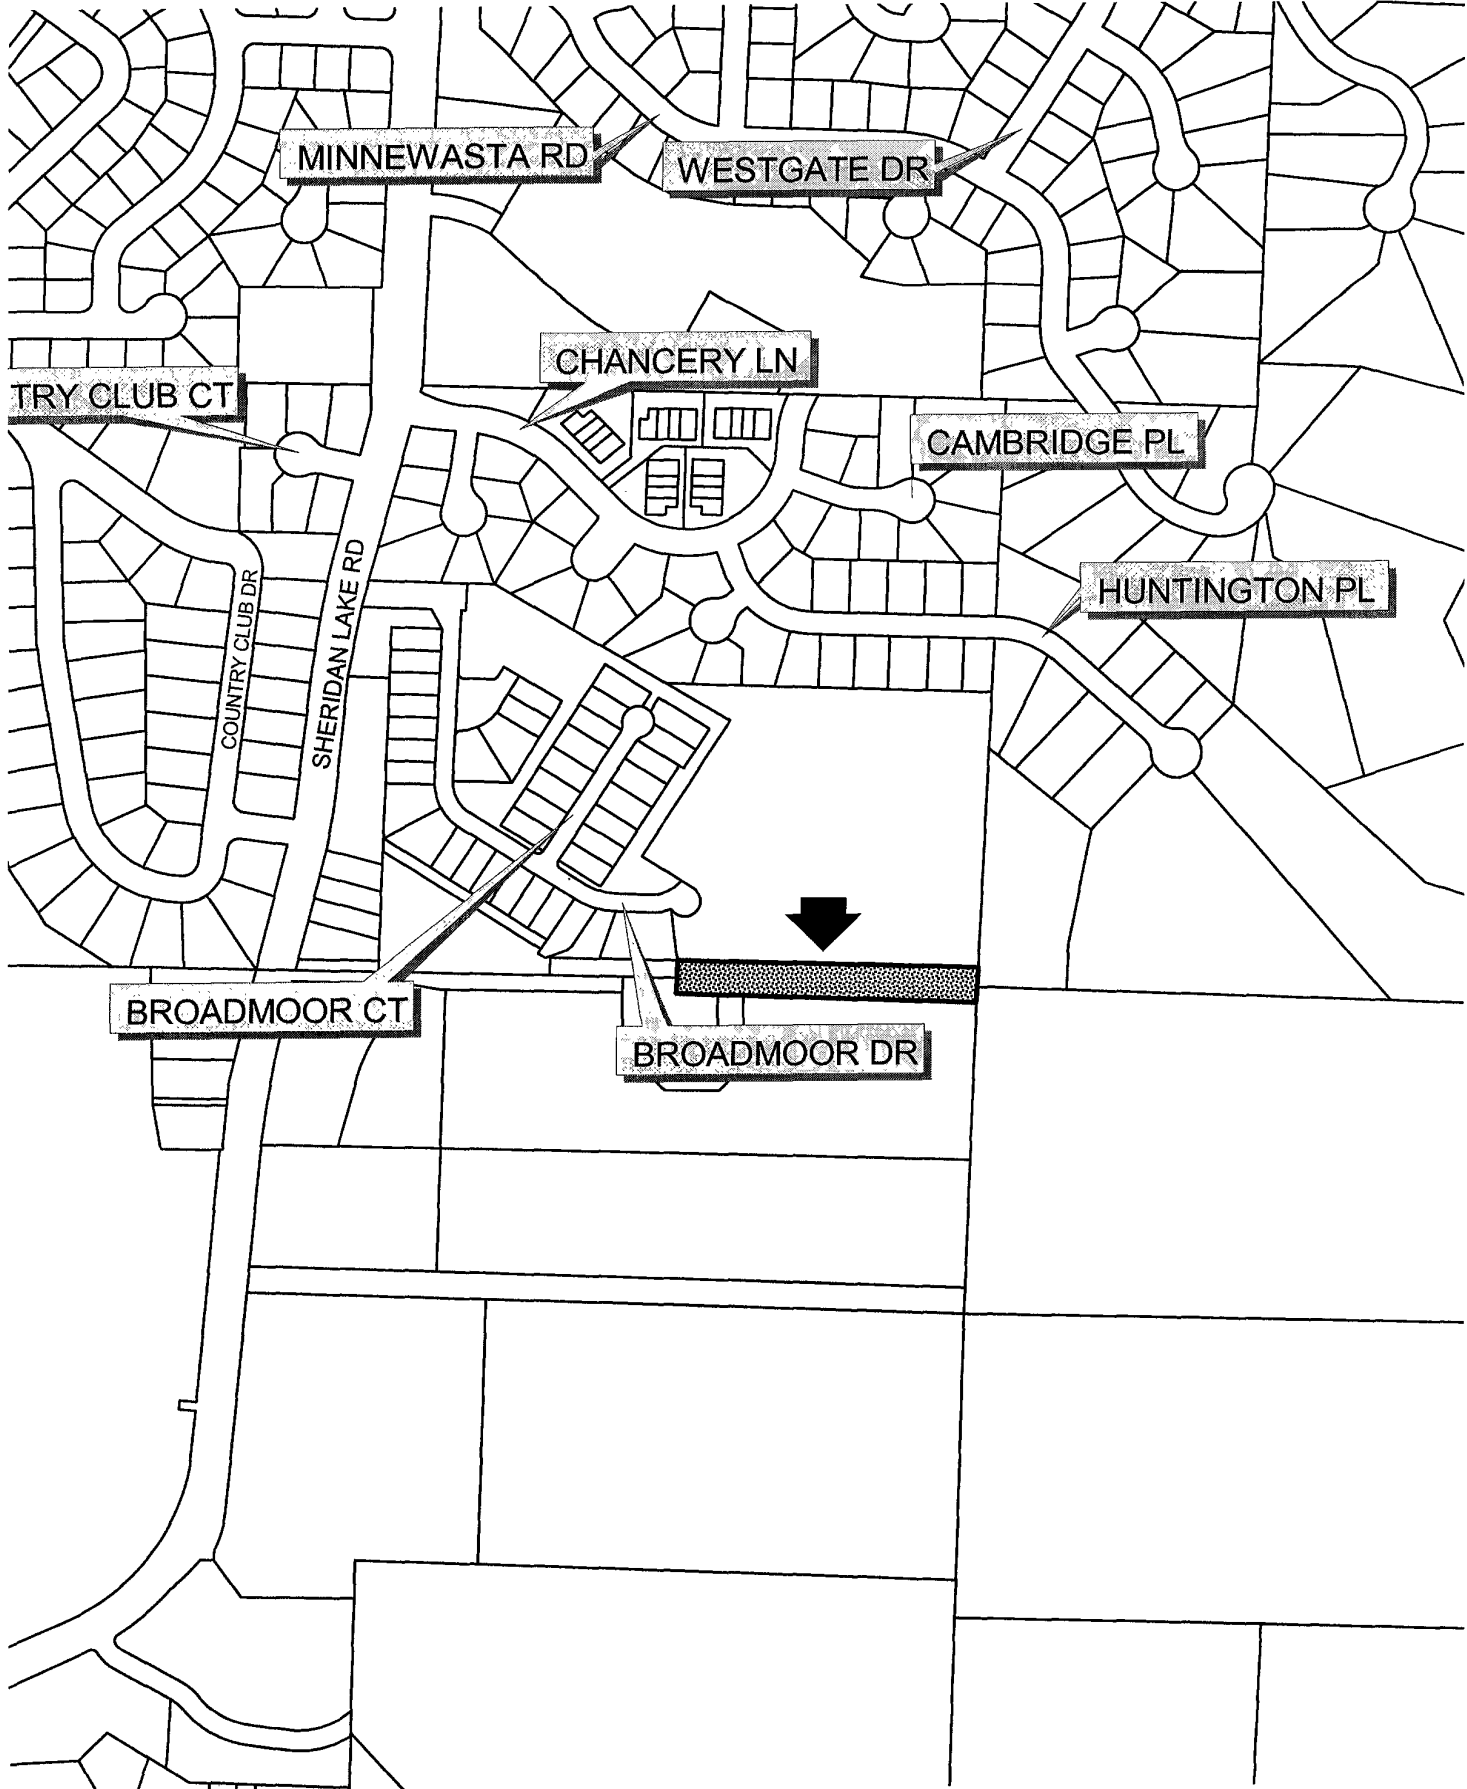 MINNEWASTA RD
WESTGATE DR
CHANCERY LN
TRY CLUB CT
CAMBRIDGE PL
HUNTINGTON PL
COUNTRY CLUB DR
SHERIDAN LAKE RD
BROADMOOR CT
BROADMOOR DR